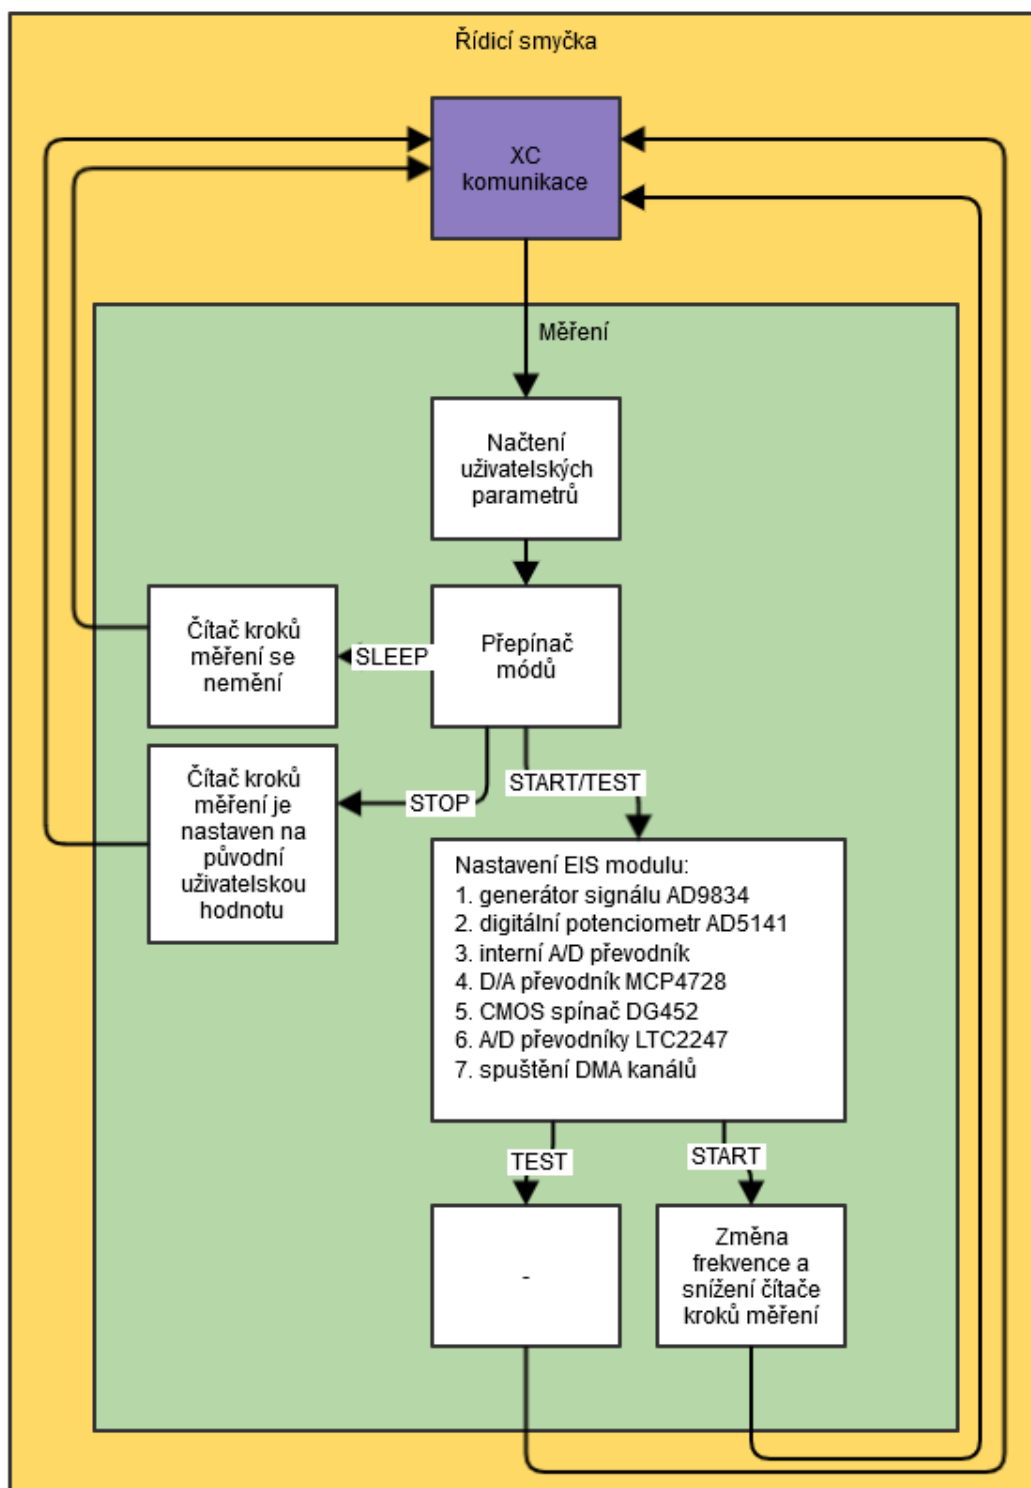 Řídicí smyčka
XC
komunikace
Měření
Načtení
uživatelských
parametrů
Čítač kroků
měření se
nemění
SLEEP
Přepínač
módů
Čítač kroků
měření je
nastaven na
původní
uživatelskou
hodnotu
STOP
START/TEST
Nastavení EIS modulu:
1. generátor signálu AD9834
2. digitální potenciometr AD5141
3. interní A/D převodník
4. D/A převodník MCP4728
5. CMOS spínač DG452
6. A/D převodníky LTC2247
7. spuštění DMA kanálů
TEST
START
-
Změna
frekvence a
snížení čítače
kroků měření